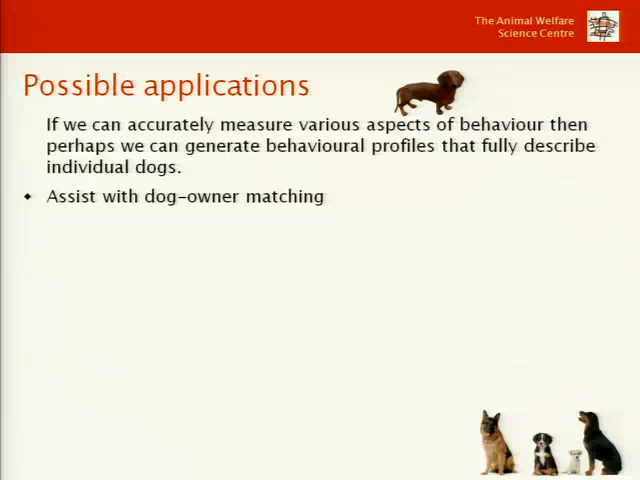 The Animal Welfare
Science Centre
Possible applications
If we can accurately measure various aspects of behaviour then
perhaps we can generate behavioural profiles that fully describe
individual dogs.
Assist with dog-owner matching